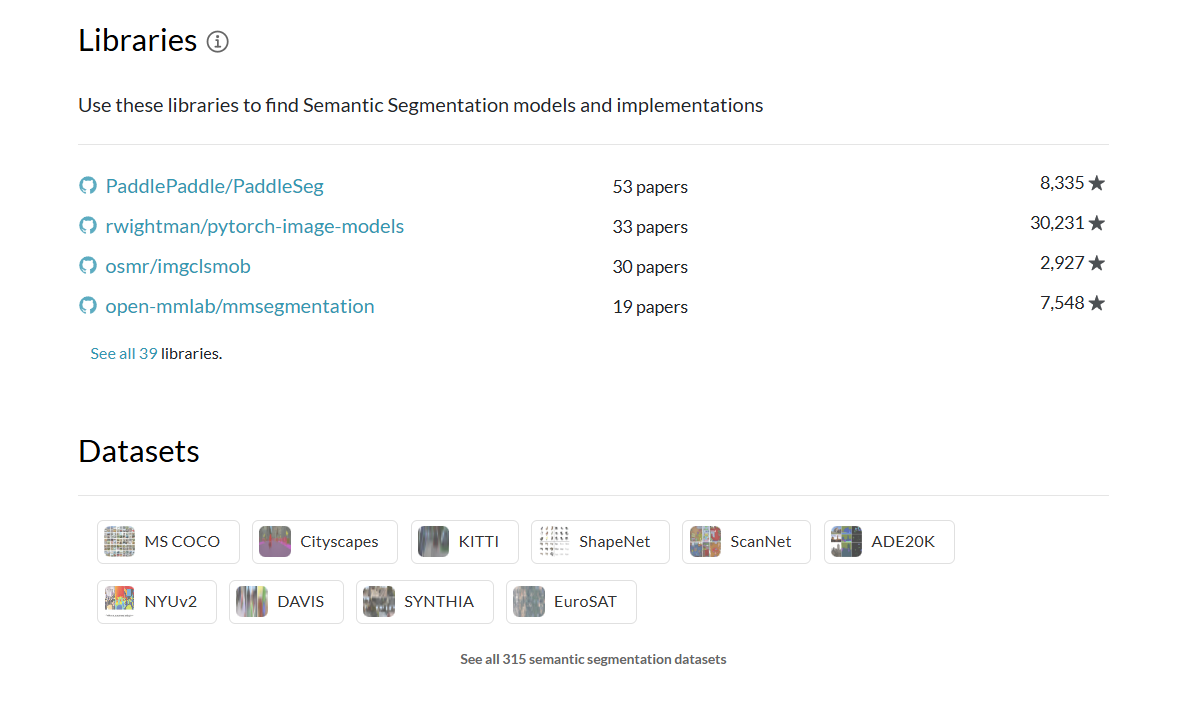 Libraries
Use these libraries to find Semantic Segmentation models and implementations
PaddlePaddle/PaddleSeg 53 papers 8,335
rwightman/pytorch-image-models 33 papers 30,231
osmr/imgclsmob 30 papers 2,927
open-mmlab/mmsegmentation 19 papers 7,548
See all 39 libraries.
Datasets
MS COCO Cityscapes KITTI ShapeNet ScanNet ADE20K
NYUv2 DAVIS SYNTHIA EuroSAT
See all 315 semantic segmentation datasets